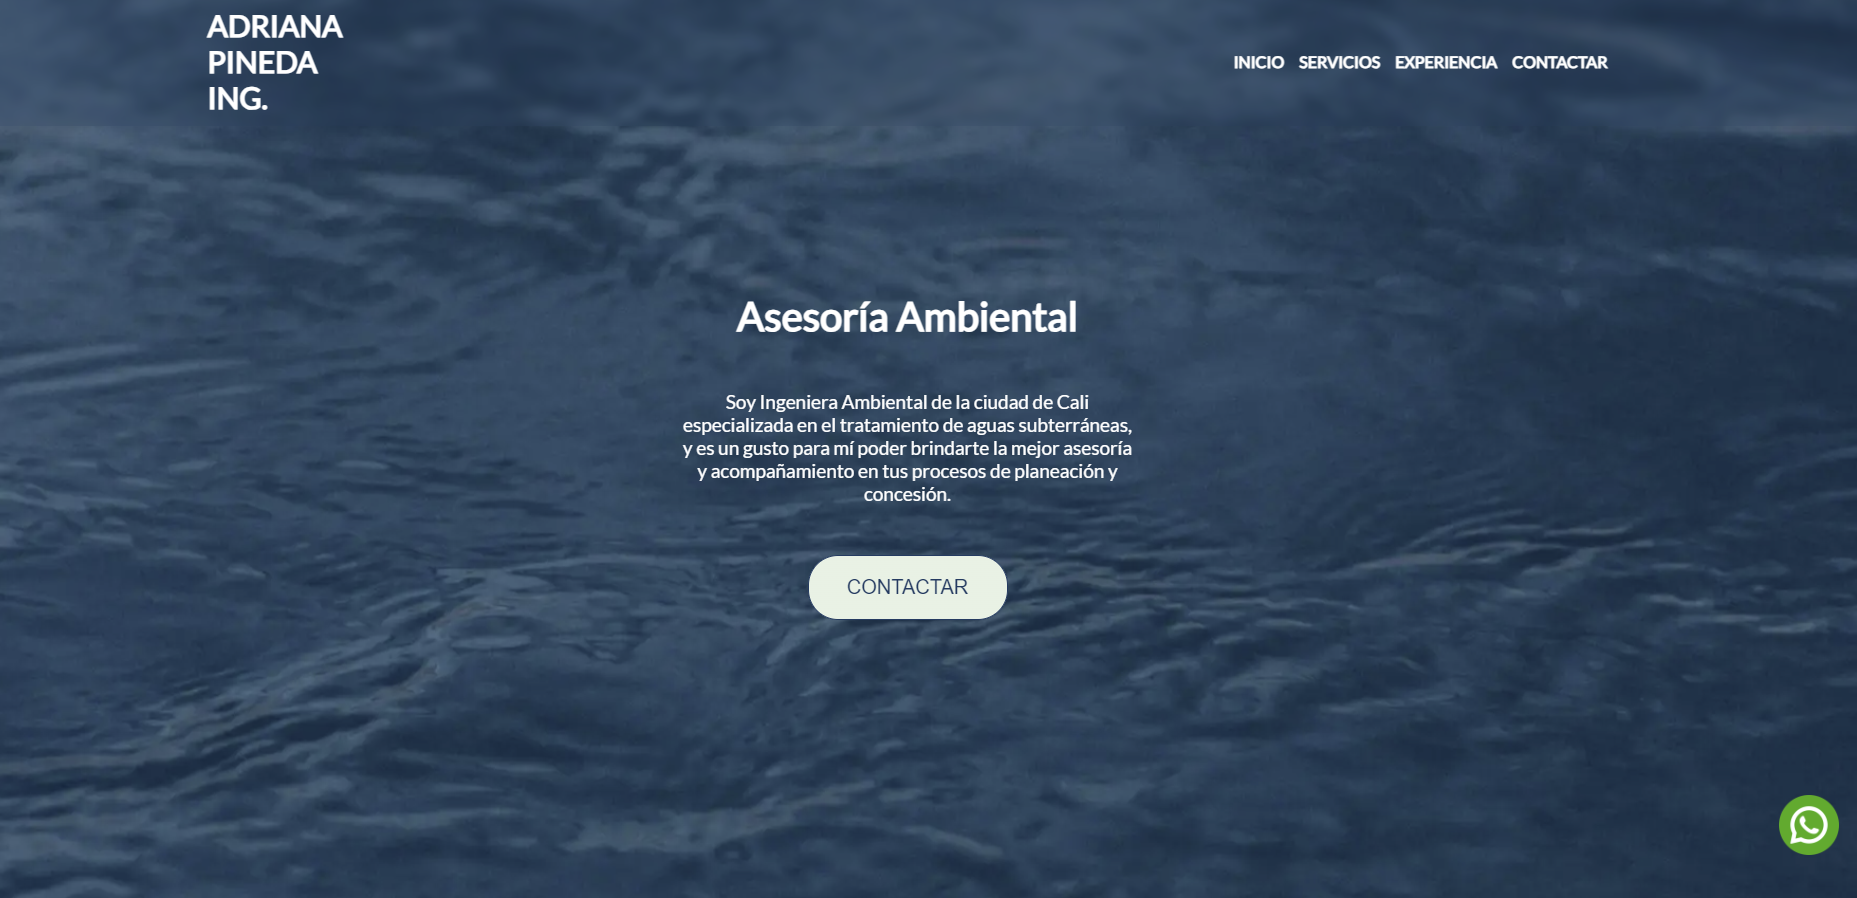 ADRIANA
PINEDA
ING.
INICIO SERVICIOS EXPERIENCIA CONTACTAR
Asesoría Ambiental
Soy Ingeniera Ambiental de la ciudad de Cali
especializada en el tratamiento de aguas subterráneas,
y es un gusto para mí poder brindarte la mejor asesoría
y acompañamiento en tus procesos de planeación y
concesión.
CONTACTAR